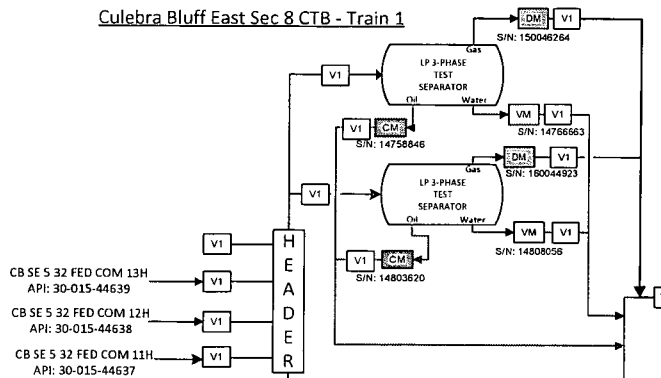 Culebra Bluff East Sec 8 CTB - Train 1
DM
V1
Gas
S/N: 150046264
V1
LP 3-PHASE
TEST
SEPARATOR
Oil
Water
VM
V1
S/N: 14766663
V1
CM
S/N: 14758846
DM
V1
Gas
S/N: 160044923
V1
LP 3-PHASE
TEST
SEPARATOR
Oil
Water
VM
V1
S/N: 14808056
V1
CM
S/N: 14803620
V1
HEADER
CB SE 5 32 FED COM 13H
API: 30-015-44639
V1
CB SE 5 32 FED COM 12H
API: 30-015-44638
V1
CB SE 5 32 FED COM 11H
API: 30-015-44637
V1